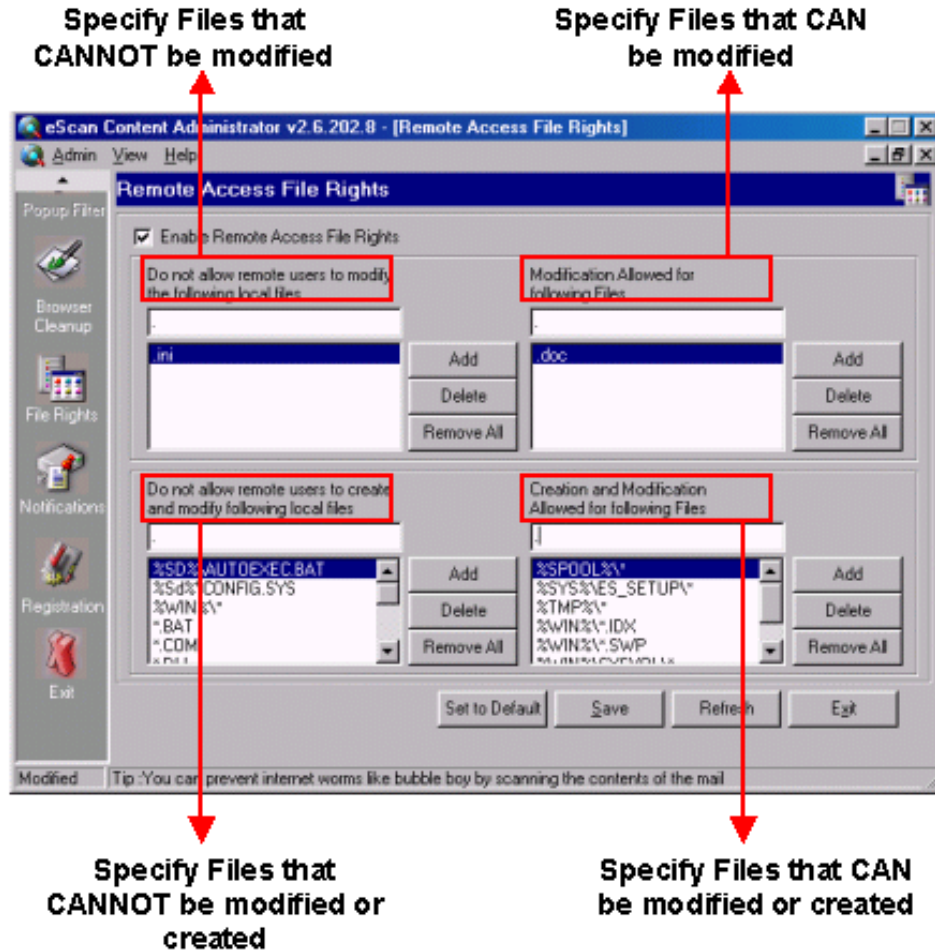 Specify Files that
CANNOT be modified
Specify Files that CAN
be modified
eScan Content Administrator v2.6.202.8 - [Remote Access File Rights]
Admin View Help
Remote Access File Rights
Popup Filter
Browser
Cleanup
File Rights
Notifications
Registration
Exit
Enable Remote Access File Rights
Do not allow remote users to modify
the following local files
.
.ini
Add
Delete
Remove All
Modification Allowed for
following Files
.
.doc
Add
Delete
Remove All
Do not allow remote users to create
and modify following local files
.
%SD%\AUTOEXEC.BAT
%Sd%\CONFIG.SYS
%WIN%\*
*.BAT
*.COM
Add
Delete
Remove All
Creation and Modification
Allowed for following Files
.
%SPOOL%\*
%SYS%\ES_SETUP\*
%TMP%\*
%WIN%\*.IDX
%WIN%\*.SWP
Add
Delete
Remove All
Set to Default
Save
Refresh
Exit
Modified
Tip :You can prevent internet worms like bubble boy by scanning the contents of the mail
Specify Files that
CANNOT be modified or
created
Specify Files that CAN
be modified or created